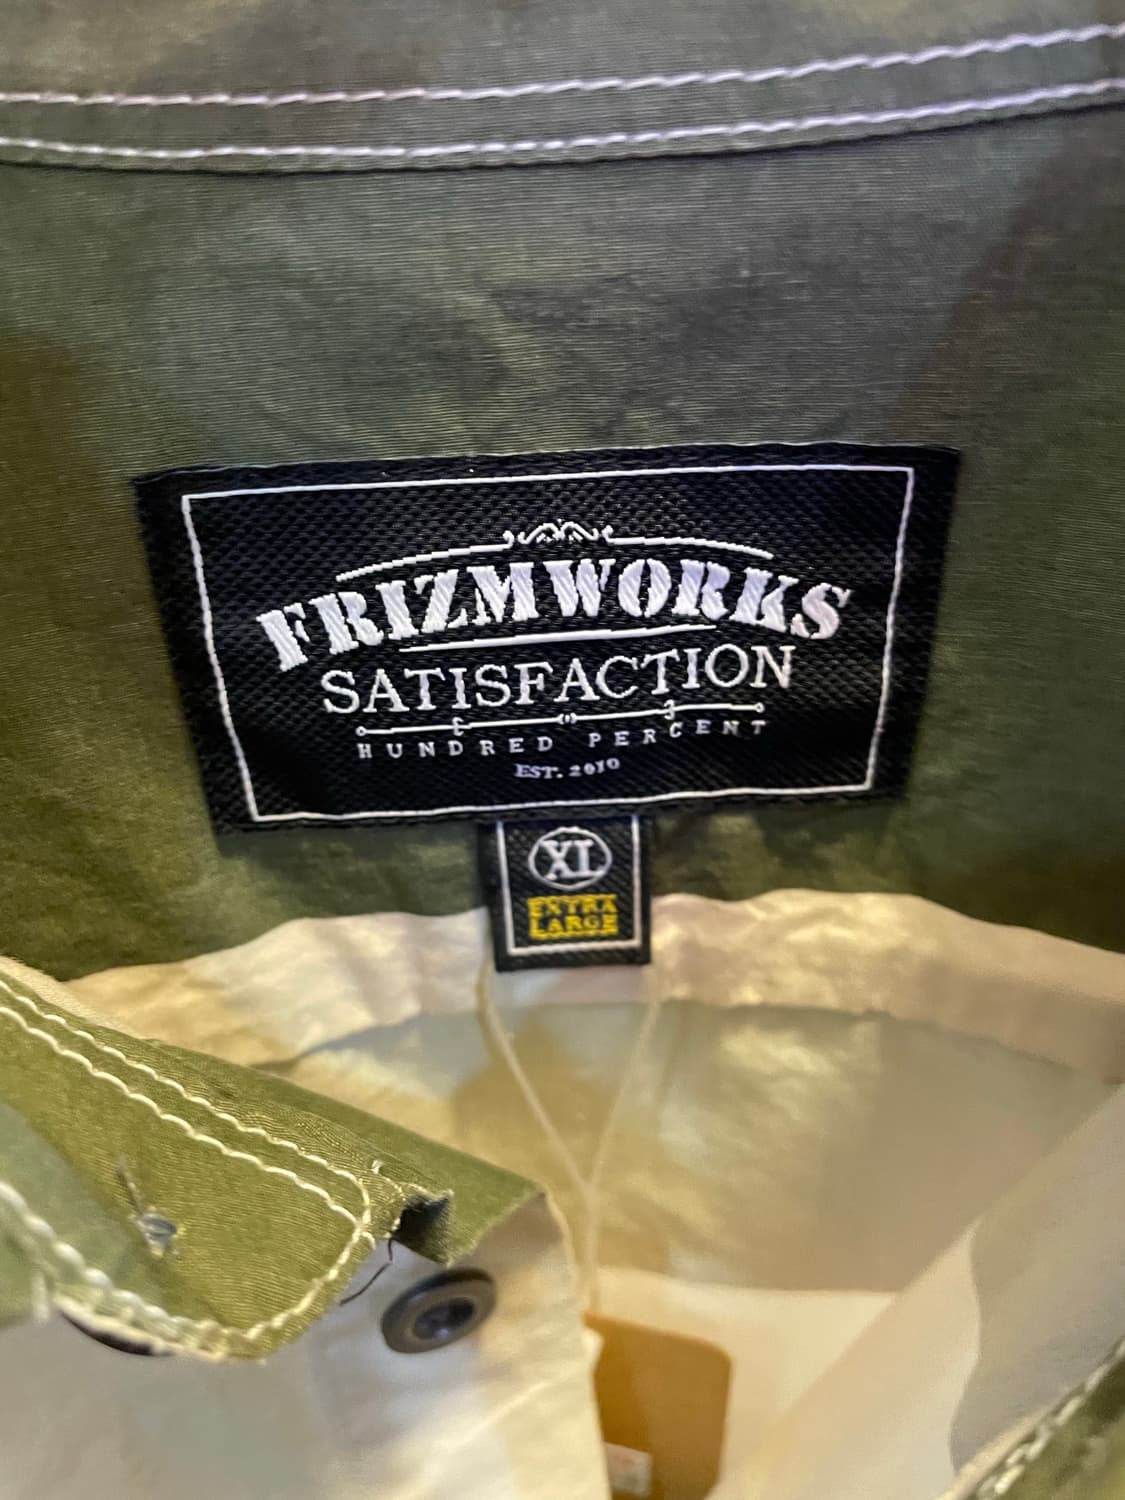 FRIZMWORKS
SATISFACTION
HUNDRED PERCENT
EST. 2010
XL
EXTRA
LARGE